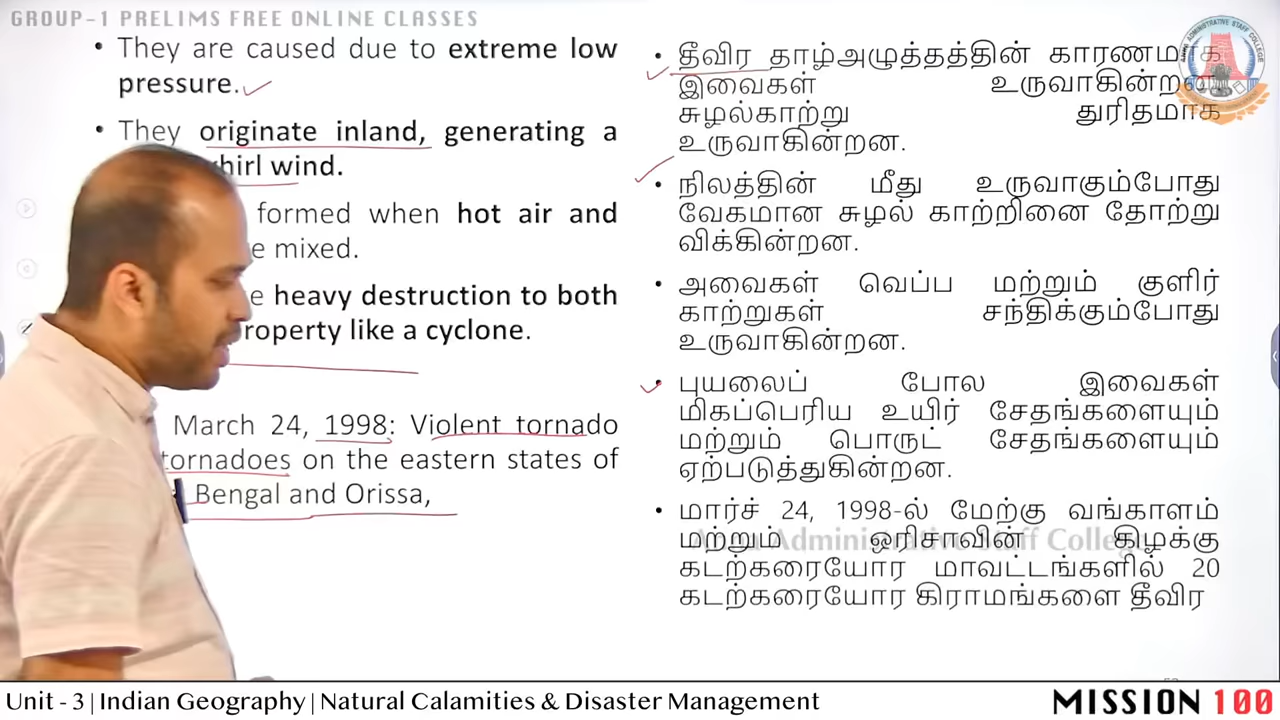 GROUP-1 PRELIMS FREE ONLINE CLASSES
• They are caused due to extreme low
pressure.
• They originate inland, generating a
wind.
formed when hot air and
mixed.
heavy destruction to both
like a cyclone.
March 24, 1998: Violent tornado
tornadoes on the eastern states of
Bengal and Orissa,
• தீவிர தாழ்அழுத்தத்தின் காரணமாக
இவைகள் உருவாகின்றன
சுழல்காற்று துரிதமாக
உருவாகின்றன.
• நிலத்தின் மீது உருவாகும்போது
வேகமான சுழல் காற்றினை தோற்று
விக்கின்றன.
• அவைகள் வெப்ப மற்றும் குளிர்
காற்றுகள் சந்திக்கும்போது
உருவாகின்றன.
• புயலைப் போல இவைகள்
மிகப்பெரிய உயிர் சேதங்களையும்
மற்றும் பொருட் சேதங்களையும்
ஏற்படுத்துகின்றன.
• மார்ச் 24, 1998-ல் மேற்கு வங்காளம்
மற்றும் ஒரிசாவின் கிழக்கு
கடற்கரையோர மாவட்டங்களில் 20
கடற்கரையோர கிராமங்களை தீவிர
Administrative Staff College
Unit - 3 | Indian Geography | Natural Calamities & Disaster Management
MISSION 100